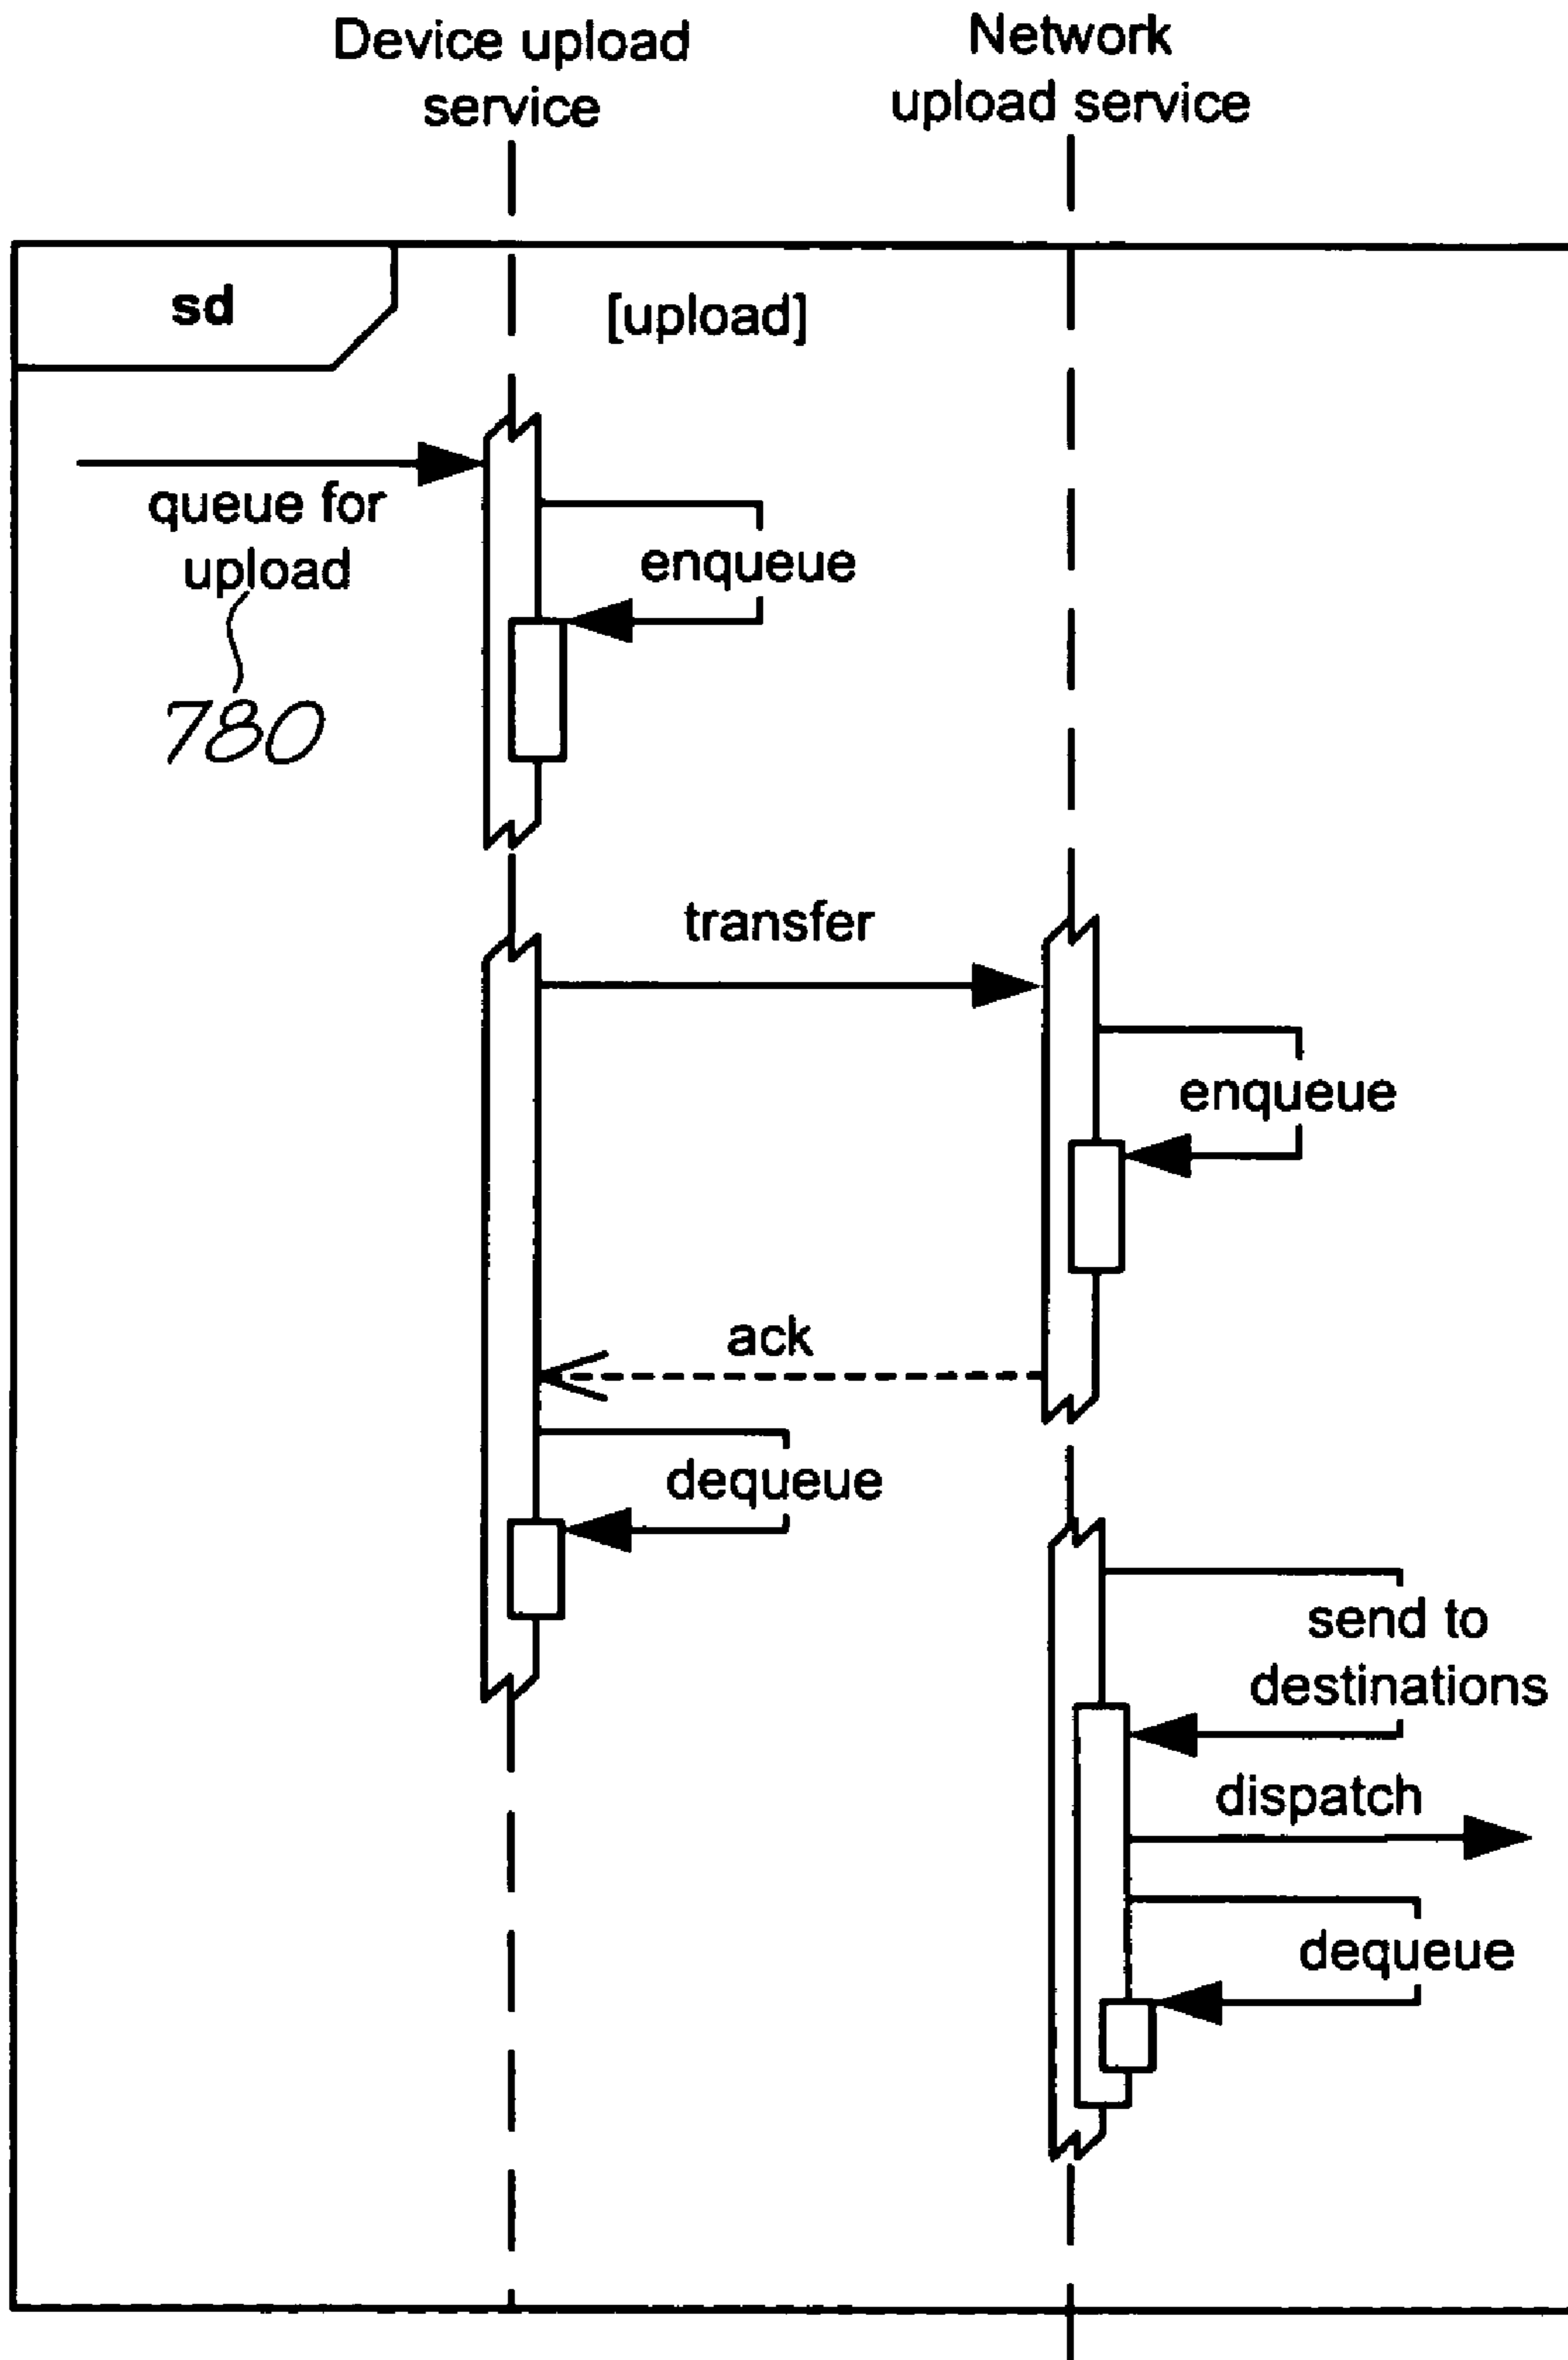 Device upload
service
Network
upload service
sd
[upload]
queue for
upload
780
enqueue
transfer
enqueue
ack
dequeue
send to
destinations
dispatch
dequeue